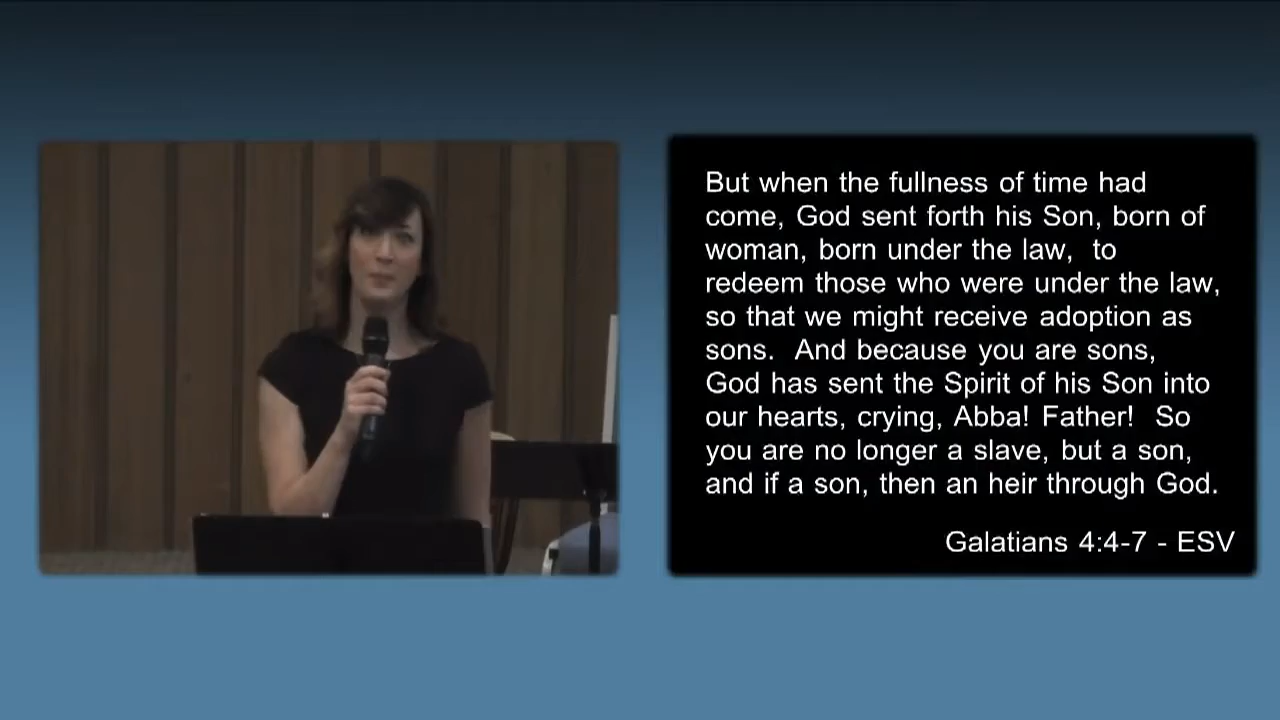 But when the fullness of time had
come, God sent forth his Son, born of
woman, born under the law,  to
redeem those who were under the law,
so that we might receive adoption as
sons.  And because you are sons,
God has sent the Spirit of his Son into
our hearts, crying, Abba! Father!  So
you are no longer a slave, but a son,
and if a son, then an heir through God.
Galatians 4:4-7 - ESV